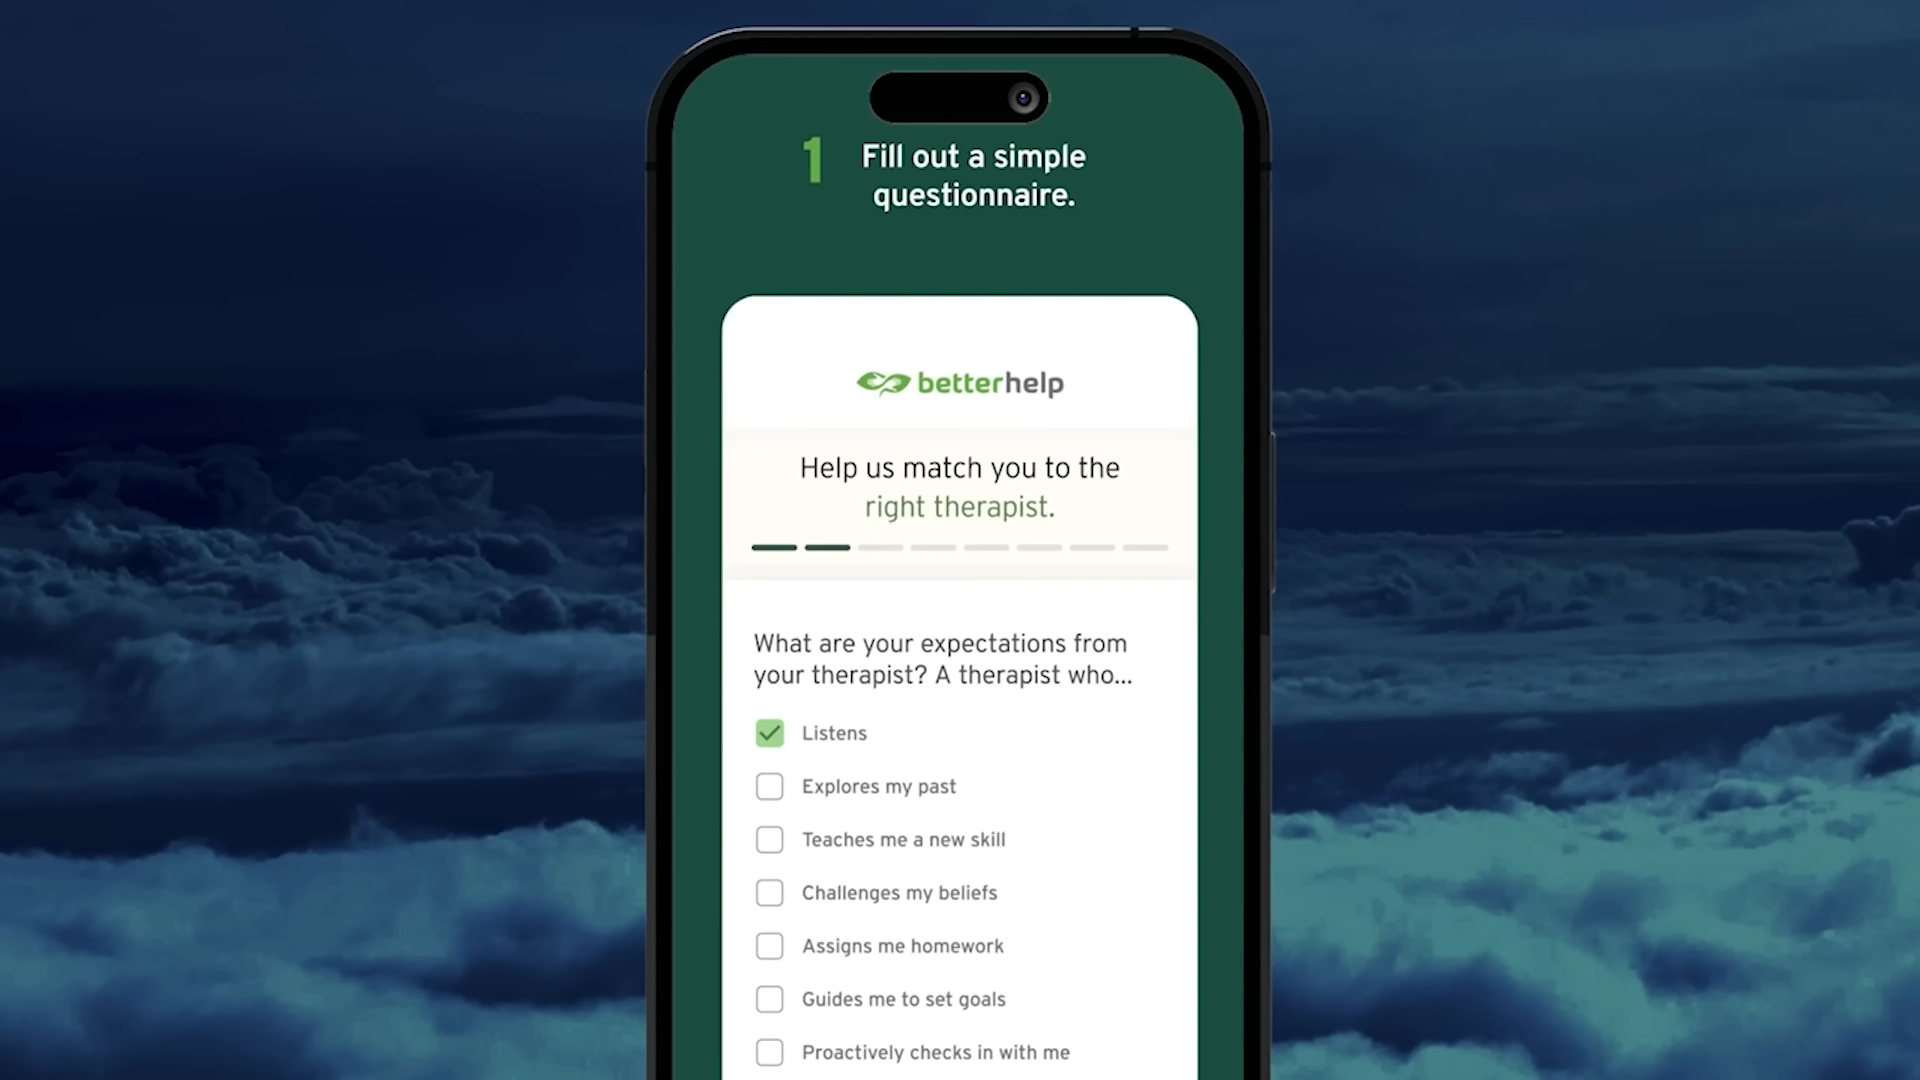 1
Fill out a simple
questionnaire.
betterhelp
Help us match you to the
right therapist.
What are your expectations from
your therapist? A therapist who...
Listens
Explores my past
Teaches me a new skill
Challenges my beliefs
Assigns me homework
Guides me to set goals
Proactively checks in with me